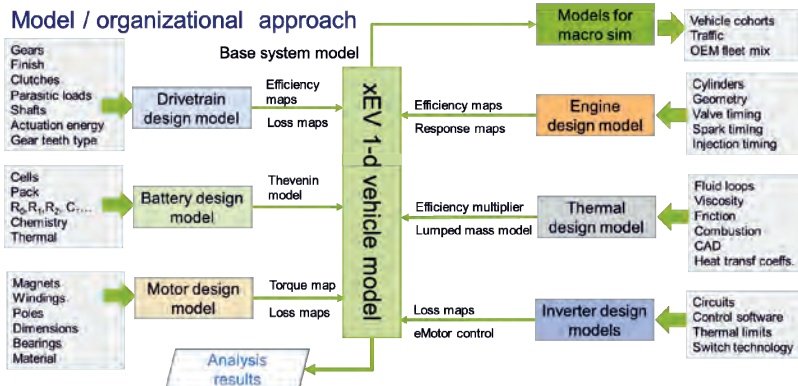 Model / organizational approach
Base system model
Models for
macro sim
Vehicle cohorts
Traffic
OEM fleet mix
Gears
Finish
Clutches
Parasitic loads
Shafts
Actuation energy
Gear teeth type
Drivetrain
design model
Efficiency
maps
Loss maps
xEV 1-d vehicle model
Efficiency maps
Response maps
Engine
design model
Cylinders
Geometry
Valve timing
Spark timing
Injection timing
Cells
Pack
R0,R1,R2, C1....
Chemistry
Thermal
Battery design
model
Thevenin
model
Efficiency multiplier
Lumped mass model
Thermal
design model
Fluid loops
Viscosity
Friction
Combustion
CAD
Heat transf coeffs.
Magnets
Windings
Poles
Dimensions
Bearings
Material
Motor design
model
Torque map
Loss maps
Loss maps
eMotor control
Inverter design
models
Circuits
Control software
Thermal limits
Switch technology
Analysis
results